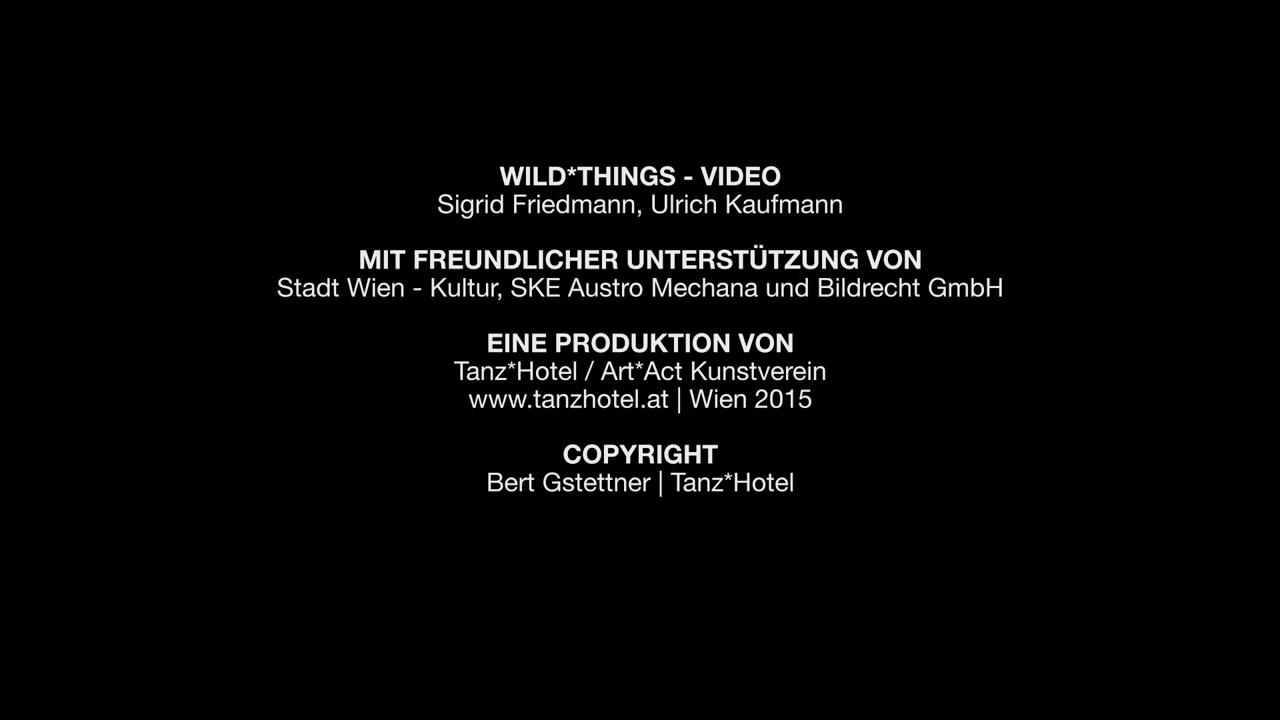 WILD*THINGS - VIDEO
Sigrid Friedmann, Ulrich Kaufmann
MIT FREUNDLICHER UNTERSTÜTZUNG VON
Stadt Wien - Kultur, SKE Austro Mechana und Bildrecht GmbH
EINE PRODUKTION VON
Tanz*Hotel / Art*Act Kunstverein
www.tanzhotel.at | Wien 2015
COPYRIGHT
Bert Gstettner | Tanz*Hotel